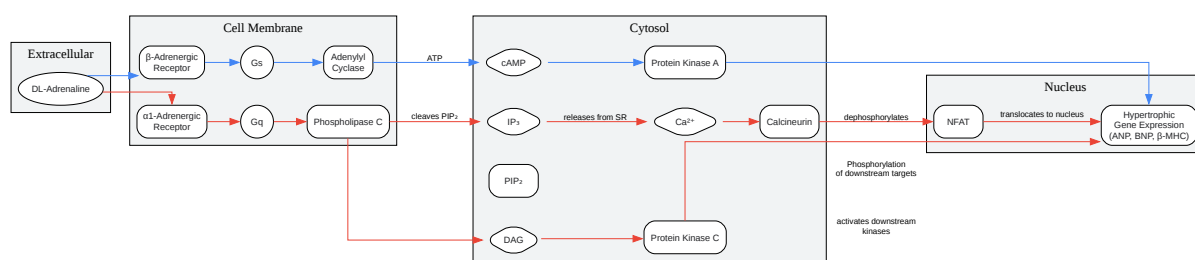 Extracellular
DL-Adrenaline
Cell Membrane
β-Adrenergic
Receptor
Gs
Adenylyl
Cyclase
α1-Adrenergic
Receptor
Gq
Phospholipase C
ATP
cleaves PIP₂
Cytosol
cAMP
Protein Kinase A
IP₃
releases from SR
Ca²⁺
Calcineurin
PIP₂
DAG
Protein Kinase C
dephosphorylates
Phosphorylation
of downstream targets
activates downstream
kinases
Nucleus
NFAT
translocates to nucleus
Hypertrophic
Gene Expression
(ANP, BNP, β-MHC)